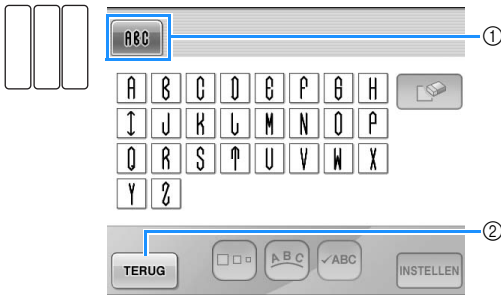 ABC ①
A B C D E F G H
I J K L M N O P
Q R S T U V W X
Y Z
②
TERUG ABC ✓ABC INSTELLEN